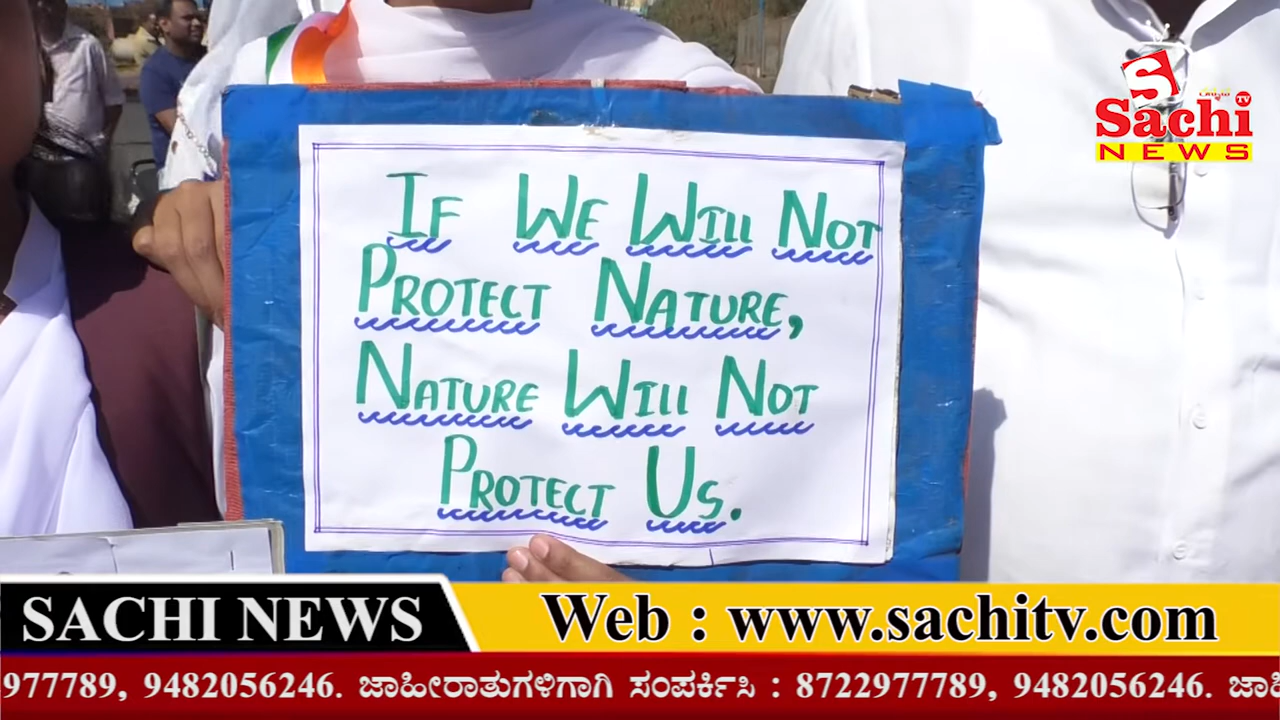 S
Sachi TV
NEWS
IF WE WILL NOT
PROTECT NATURE,
NATURE WILL NOT
PROTECT US.
SACHI NEWS
Web : www.sachitv.com
977789, 9482056246. ಜಾಹೀರಾತುಗಳಿಗಾಗಿ ಸಂಪರ್ಕಿಸಿ : 8722977789, 9482056246.